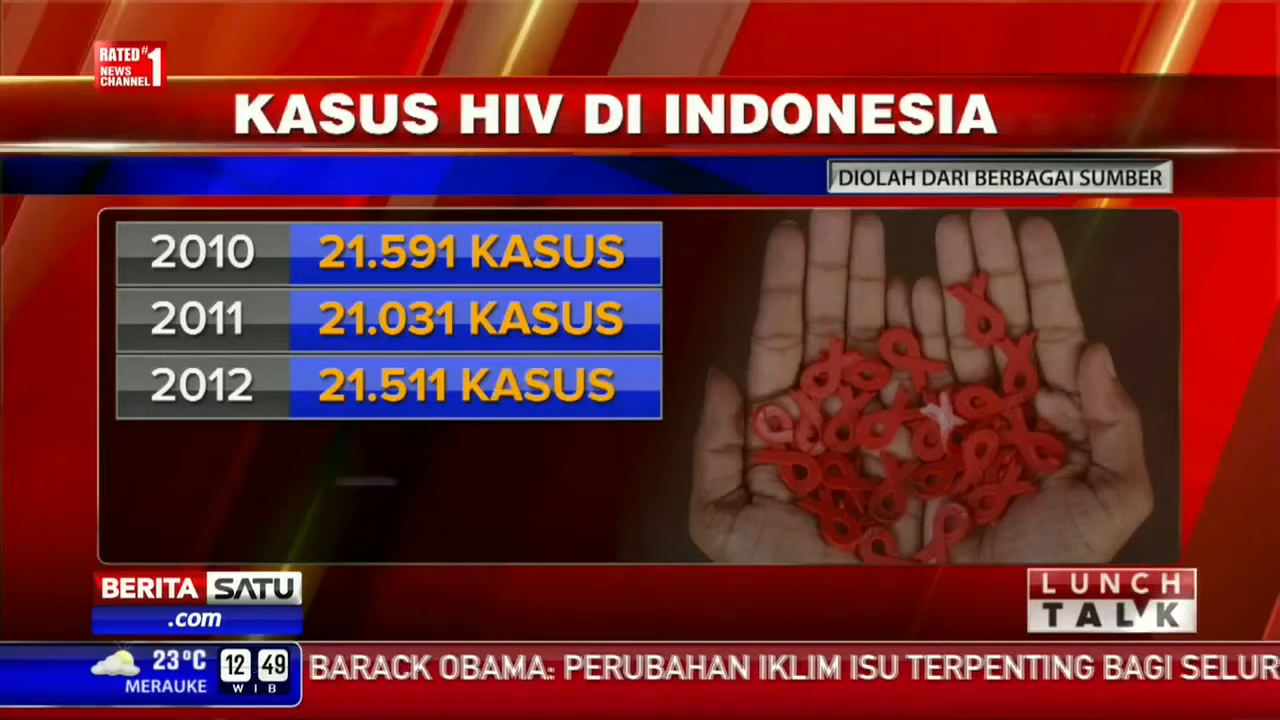 RATED #1
NEWS
CHANNEL
KASUS HIV DI INDONESIA
DIOLAH DARI BERBAGAI SUMBER
2010 21.591 KASUS
2011 21.031 KASUS
2012 21.511 KASUS
BERITA SATU
.com
LUNCH
TALK
23°C
MERAUKE
12 49
WIB
BARACK OBAMA: PERUBAHAN IKLIM ISU TERPENTING BAGI SELUR